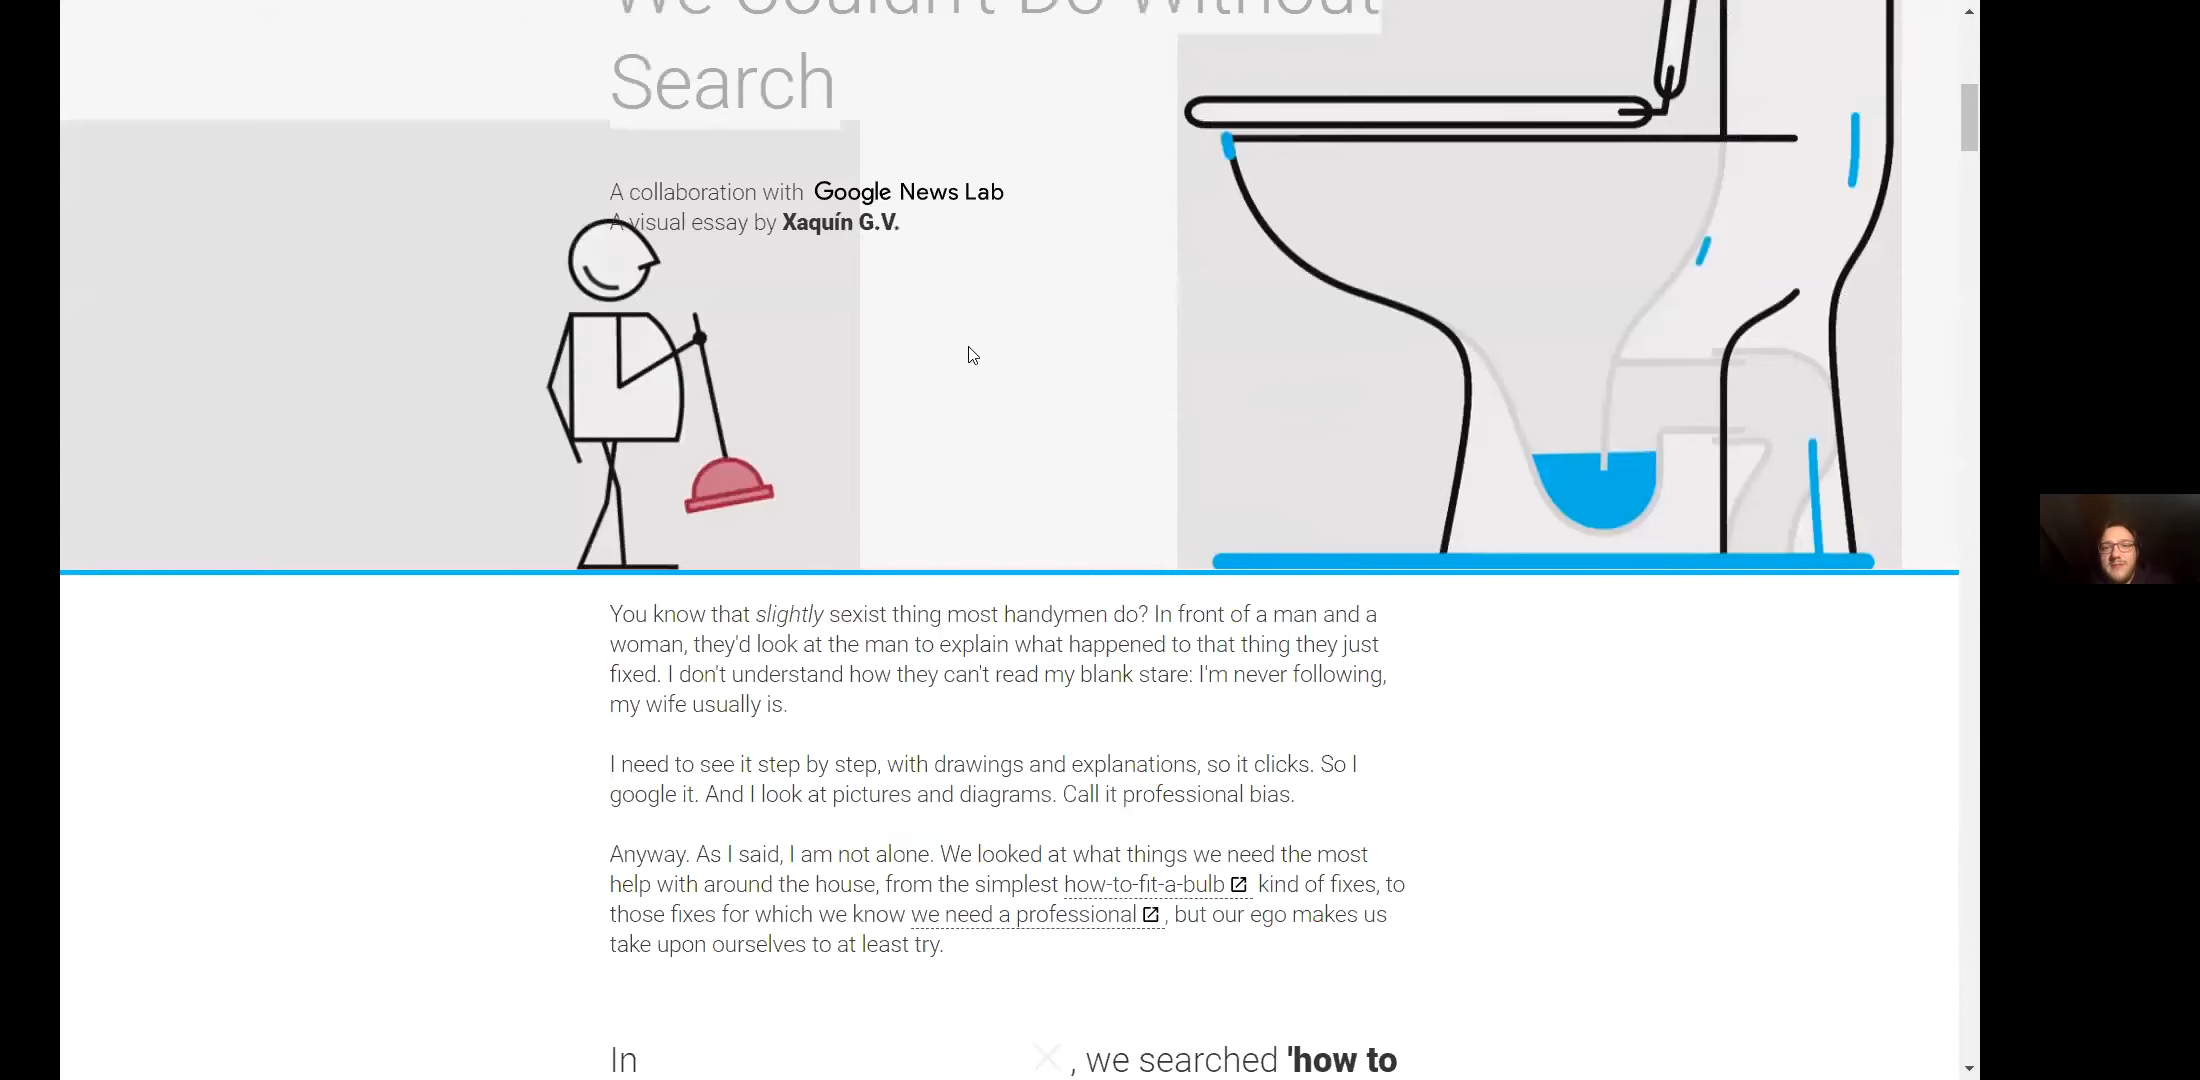 We Couldn't Do Without
Search
A collaboration with Google News Lab
A visual essay by Xaquín G.V.
You know that slightly sexist thing most handymen do? In front of a man and a
woman, they'd look at the man to explain what happened to that thing they just
fixed. I don't understand how they can't read my blank stare: I'm never following,
my wife usually is.
I need to see it step by step, with drawings and explanations, so it clicks. So I
google it. And I look at pictures and diagrams. Call it professional bias.
Anyway. As I said, I am not alone. We looked at what things we need the most
help with around the house, from the simplest how-to-fit-a-bulb kind of fixes, to
those fixes for which we know we need a professional, but our ego makes us
take upon ourselves to at least try.
In , we searched 'how to